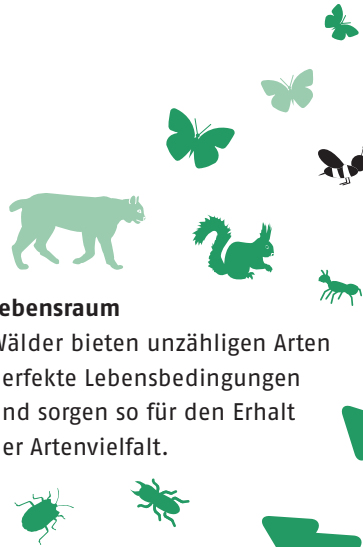 ebensraum
Wälder bieten unzähligen Arten
erfekte Lebensbedingungen
nd sorgen so für den Erhalt
er Artenvielfalt.